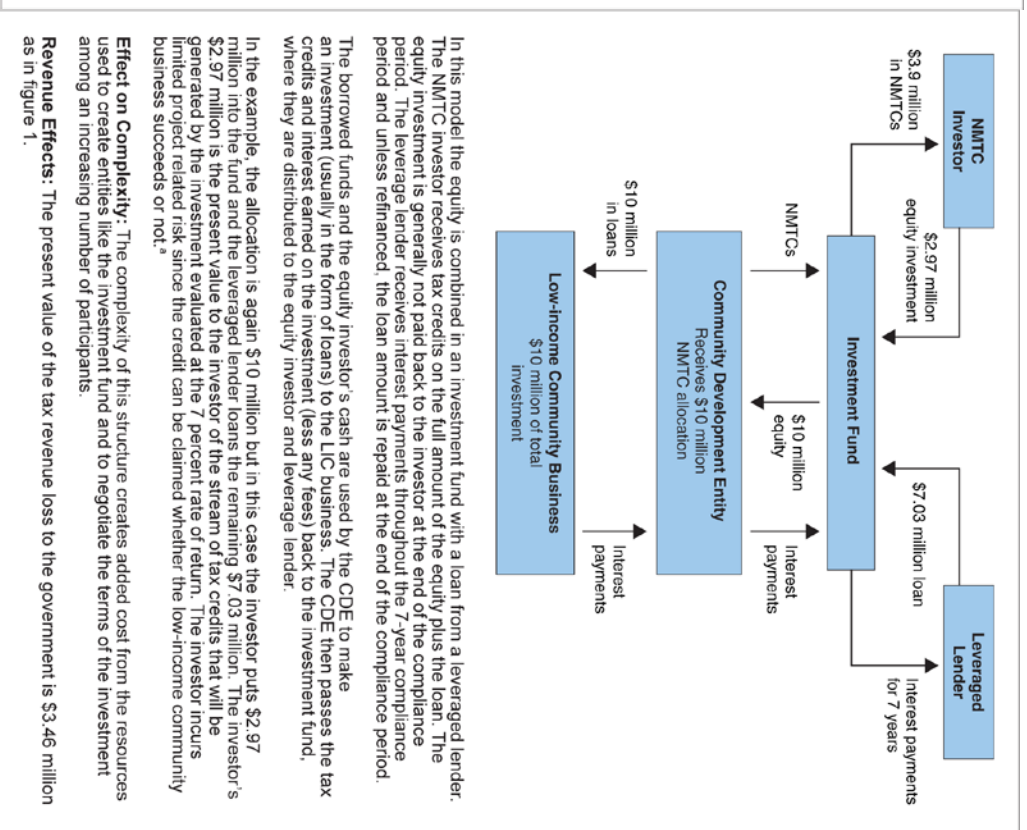 NMTC
Investor
Leveraged
Lender
$3.9 million
in NMTCs
$2.97 million
equity investment
$7.03 million loan
Interest payments
for 7 years
Investment Fund
NMTCs
$10 million
equity
Interest
payments
Community Development Entity
Receives $10 million
NMTC allocation
$10 million
in loans
Interest
payments
Low-income Community Business
$10 million of total
investment
In this model the equity is combined in an investment fund with a loan from a leveraged lender.
The NMTC investor receives tax credits on the full amount of the equity plus the loan. The
equity investment is generally not paid back to the investor at the end of the compliance
period. The leverage lender receives interest payments throughout the 7-year compliance
period and unless refinanced, the loan amount is repaid at the end of the compliance period.
The borrowed funds and the equity investor's cash are used by the CDE to make
an investment (usually in the form of loans) to the LIC business. The CDE then passes the tax
credits and interest earned on the investment (less any fees) back to the investment fund,
where they are distributed to the equity investor and leverage lender.
In the example, the allocation is again $10 million but in this case the investor puts $2.97
million into the fund and the leveraged lender loans the remaining $7.03 million. The investor's
$2.97 million is the present value to the investor of the stream of tax credits that will be
generated by the investment evaluated at the 7 percent rate of return. The investor incurs
limited project related risk since the credit can be claimed whether the low-income community
business succeeds or not.a
Effect on Complexity: The complexity of this structure creates added cost from the resources
used to create entities like the investment fund and to negotiate the terms of the investment
among an increasing number of participants.
Revenue Effects: The present value of the tax revenue loss to the government is $3.46 million
as in figure 1.